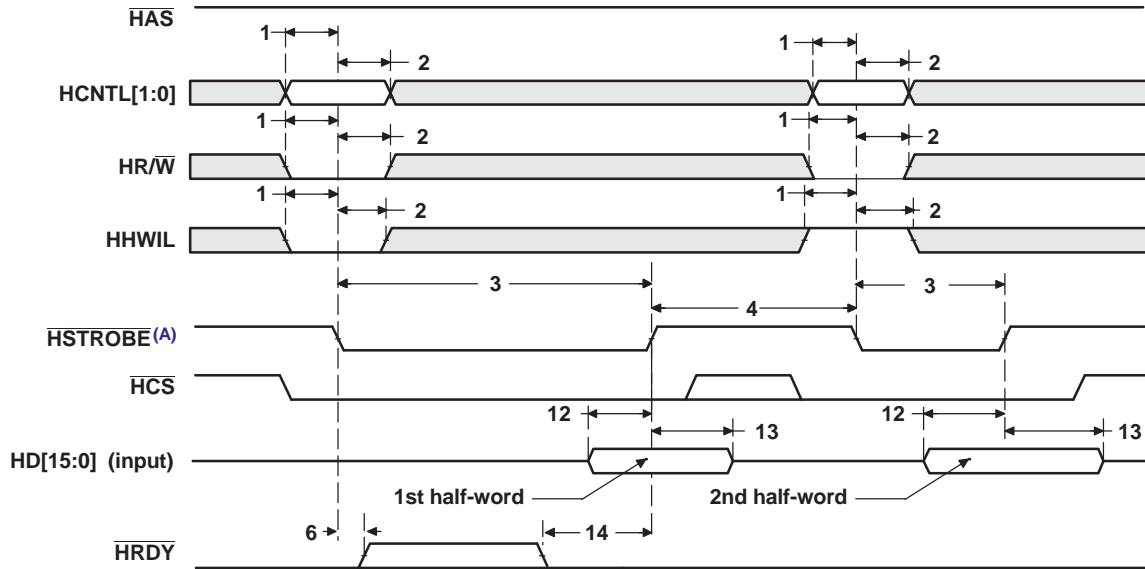 HAS
1
1
2
2
HCNTL[1:0]
1
1
2
2
HR/W
1
1
2
2
HHWIL
3
3
4
HSTROBE(A)
HCS
12
12
13
13
HD[15:0] (input)
1st half-word
2nd half-word
6
14
HRDY